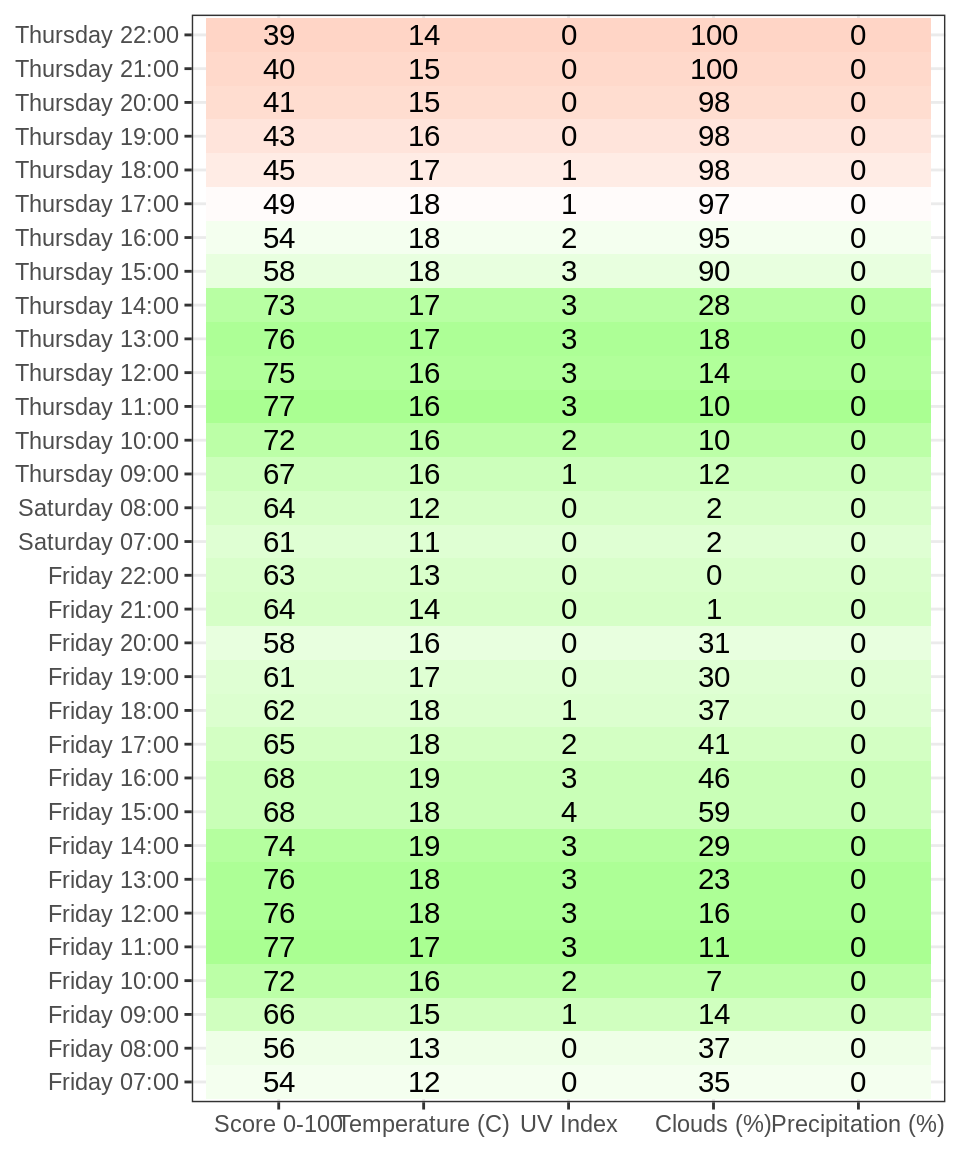 Thursday 22:00 39 14 0 100 0
Thursday 21:00 40 15 0 100 0
Thursday 20:00 41 15 0 98 0
Thursday 19:00 43 16 0 98 0
Thursday 18:00 45 17 1 98 0
Thursday 17:00 49 18 1 97 0
Thursday 16:00 54 18 2 95 0
Thursday 15:00 58 18 3 90 0
Thursday 14:00 73 17 3 28 0
Thursday 13:00 76 17 3 18 0
Thursday 12:00 75 16 3 14 0
Thursday 11:00 77 16 3 10 0
Thursday 10:00 72 16 2 10 0
Thursday 09:00 67 16 1 12 0
Saturday 08:00 64 12 0 2 0
Saturday 07:00 61 11 0 2 0
Friday 22:00 63 13 0 0 0
Friday 21:00 64 14 0 1 0
Friday 20:00 58 16 0 31 0
Friday 19:00 61 17 0 30 0
Friday 18:00 62 18 1 37 0
Friday 17:00 65 18 2 41 0
Friday 16:00 68 19 3 46 0
Friday 15:00 68 18 4 59 0
Friday 14:00 74 19 3 29 0
Friday 13:00 76 18 3 23 0
Friday 12:00 76 18 3 16 0
Friday 11:00 77 17 3 11 0
Friday 10:00 72 16 2 7 0
Friday 09:00 66 15 1 14 0
Friday 08:00 56 13 0 37 0
Friday 07:00 54 12 0 35 0
Score 0-100 Temperature (C) UV Index Clouds (%) Precipitation (%)